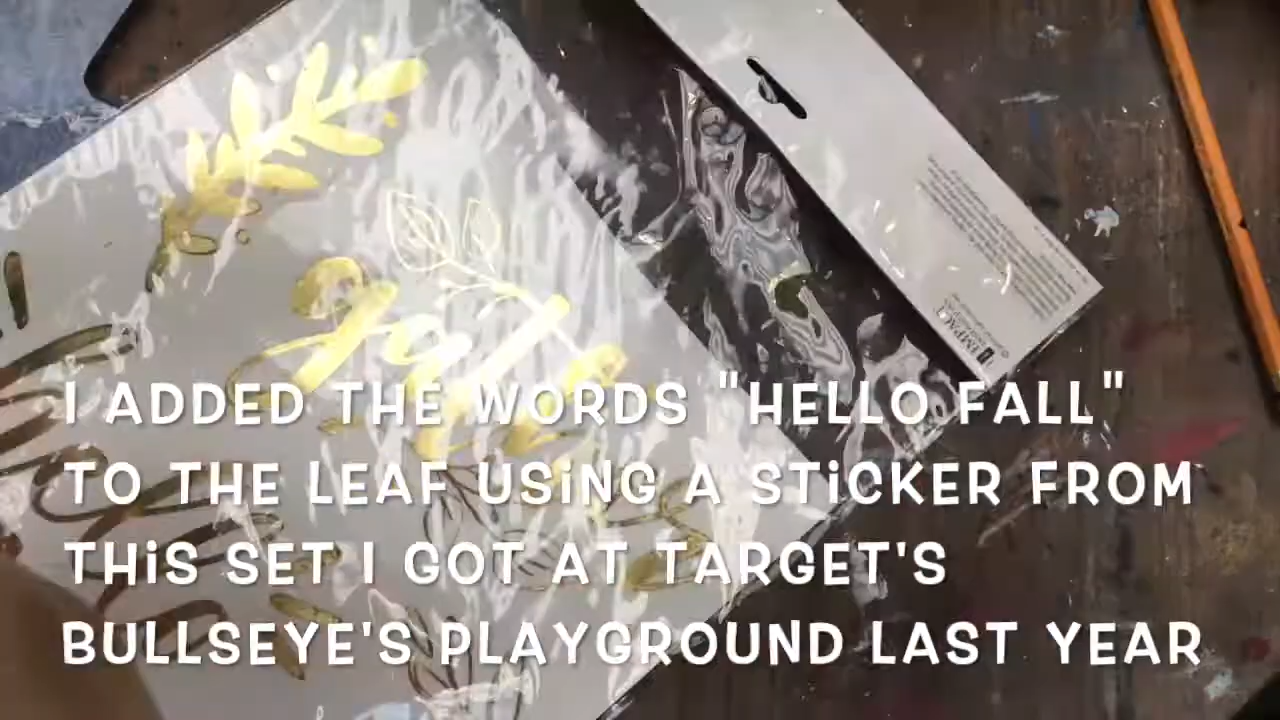 I ADDED THE WORDS "HELLO FALL"
TO THE LEAF USING A STICKER FROM
THIS SET I GOT AT TARGET'S
BULLSEYE'S PLAYGROUND LAST YEAR
IMPACT